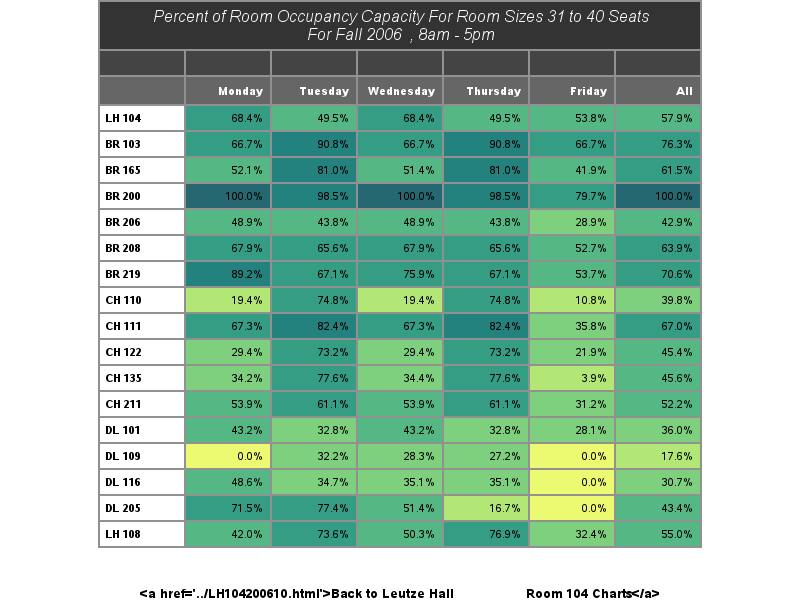 Percent of Room Occupancy Capacity For Room Sizes 31 to 40 Seats
For Fall 2006 , 8am - 5pm
Monday Tuesday Wednesday Thursday Friday All
LH 104 68.4% 49.5% 68.4% 49.5% 53.8% 57.9%
BR 103 66.7% 90.8% 66.7% 90.8% 66.7% 76.3%
BR 165 52.1% 81.0% 51.4% 81.0% 41.9% 61.5%
BR 200 100.0% 98.5% 100.0% 98.5% 79.7% 100.0%
BR 206 48.9% 43.8% 48.9% 43.8% 28.9% 42.9%
BR 208 67.9% 65.6% 67.9% 65.6% 52.7% 63.9%
BR 219 89.2% 67.1% 75.9% 67.1% 53.7% 70.6%
CH 110 19.4% 74.8% 19.4% 74.8% 10.8% 39.8%
CH 111 67.3% 82.4% 67.3% 82.4% 35.8% 67.0%
CH 122 29.4% 73.2% 29.4% 73.2% 21.9% 45.4%
CH 135 34.2% 77.6% 34.4% 77.6% 3.9% 45.6%
CH 211 53.9% 61.1% 53.9% 61.1% 31.2% 52.2%
DL 101 43.2% 32.8% 43.2% 32.8% 28.1% 36.0%
DL 109 0.0% 32.2% 28.3% 27.2% 0.0% 17.6%
DL 116 48.6% 34.7% 35.1% 35.1% 0.0% 30.7%
DL 205 71.5% 77.4% 51.4% 16.7% 0.0% 43.4%
LH 108 42.0% 73.6% 50.3% 76.9% 32.4% 55.0%
<a href='../LH104200610.html'>Back to Leutze Hall Room 104 Charts</a>